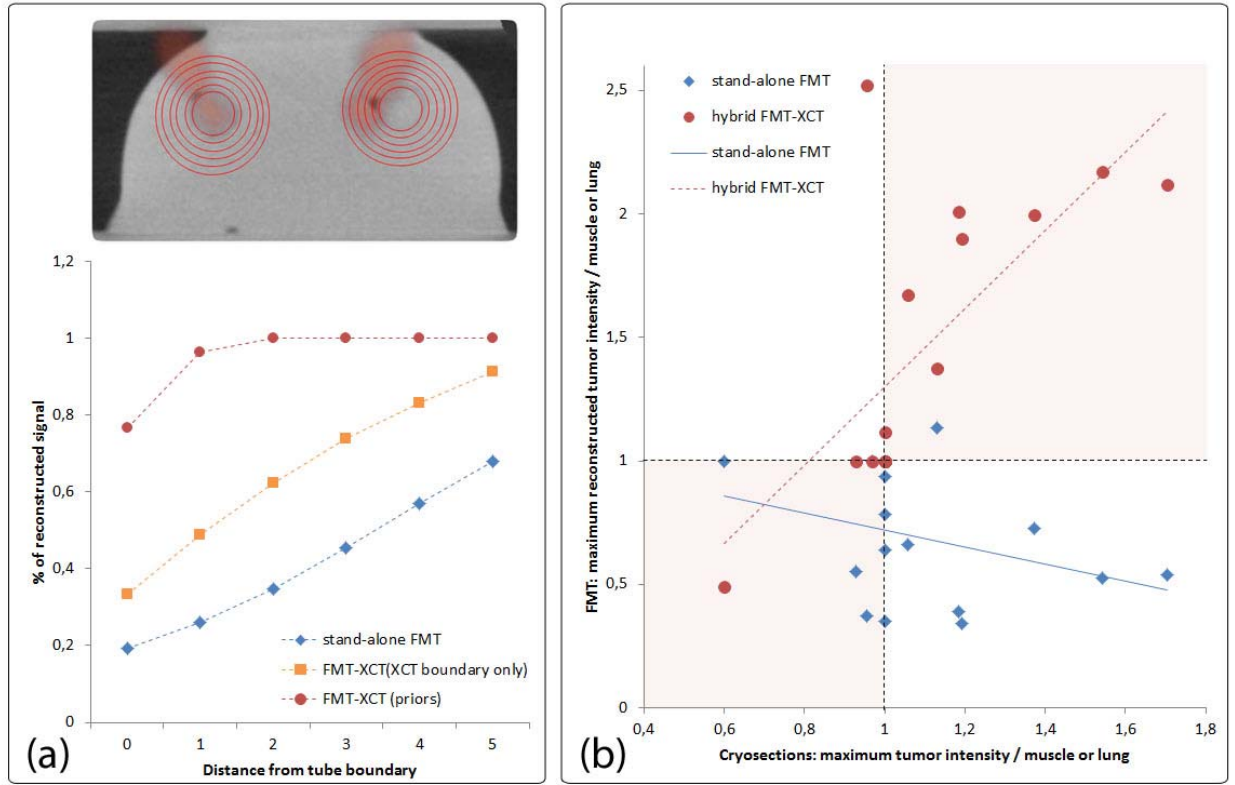 1,2
1
0,8
0,6
0,4
0,2
0
% of reconstructed signal
stand-alone FMT
FMT-XCT(XCT boundary only)
FMT-XCT (priors)
0 1 2 3 4 5
Distance from tube boundary
(a)
2,5
2
1,5
1
0,5
0
FMT: maximum reconstructed tumor intensity / muscle or lung
stand-alone FMT
hybrid FMT-XCT
stand-alone FMT
hybrid FMT-XCT
0,4 0,6 0,8 1 1,2 1,4 1,6 1,8
Cryosections: maximum tumor intensity / muscle or lung
(b)